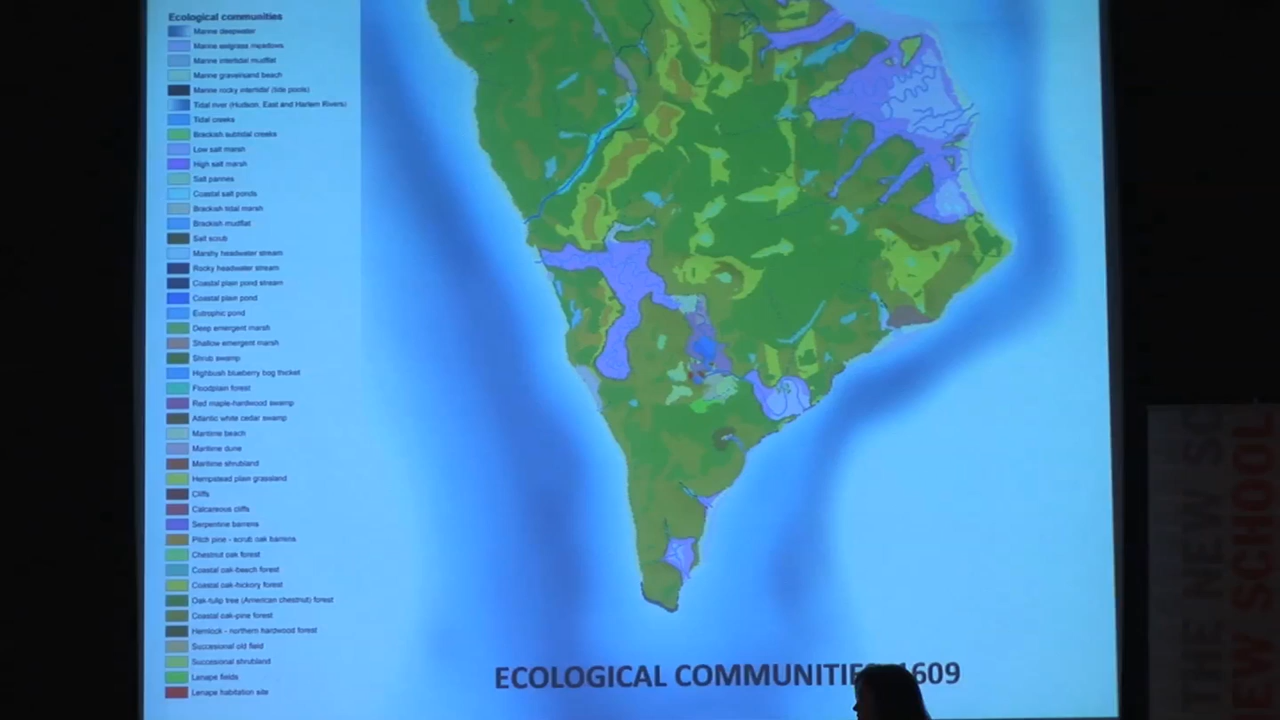 Ecological communities
Marine deepwater
Marine eelgrass meadows
Marine intertidal mudflat
Marine gravel/sand beach
Marine rocky intertidal (tide pools)
Tidal river (Hudson, East and Harlem Rivers)
Tidal creeks
Brackish subtidal creeks
Low salt marsh
High salt marsh
Salt pannes
Coastal salt ponds
Brackish tidal marsh
Brackish mudflat
Salt scrub
Marshy headwater stream
Rocky headwater stream
Coastal plain pond stream
Coastal plain pond
Eutrophic pond
Deep emergent marsh
Shallow emergent marsh
Shrub swamp
Highbush blueberry bog thicket
Floodplain forest
Red maple-hardwood swamp
Atlantic white cedar swamp
Maritime beach
Maritime dune
Maritime shrubland
Hempstead plain grassland
Cliffs
Calcareous cliffs
Serpentine barrens
Pitch pine - scrub oak barrens
Chestnut oak forest
Coastal oak-beech forest
Coastal oak-hickory forest
Oak-tulip tree (American chestnut) forest
Coastal oak-pine forest
Hemlock - northern hardwood forest
Successional old field
Successional shrubland
Lenape fields
Lenape habitation site
ECOLOGICAL COMMUNITIE 1609
THE NEW SC
NEW SCHOOL